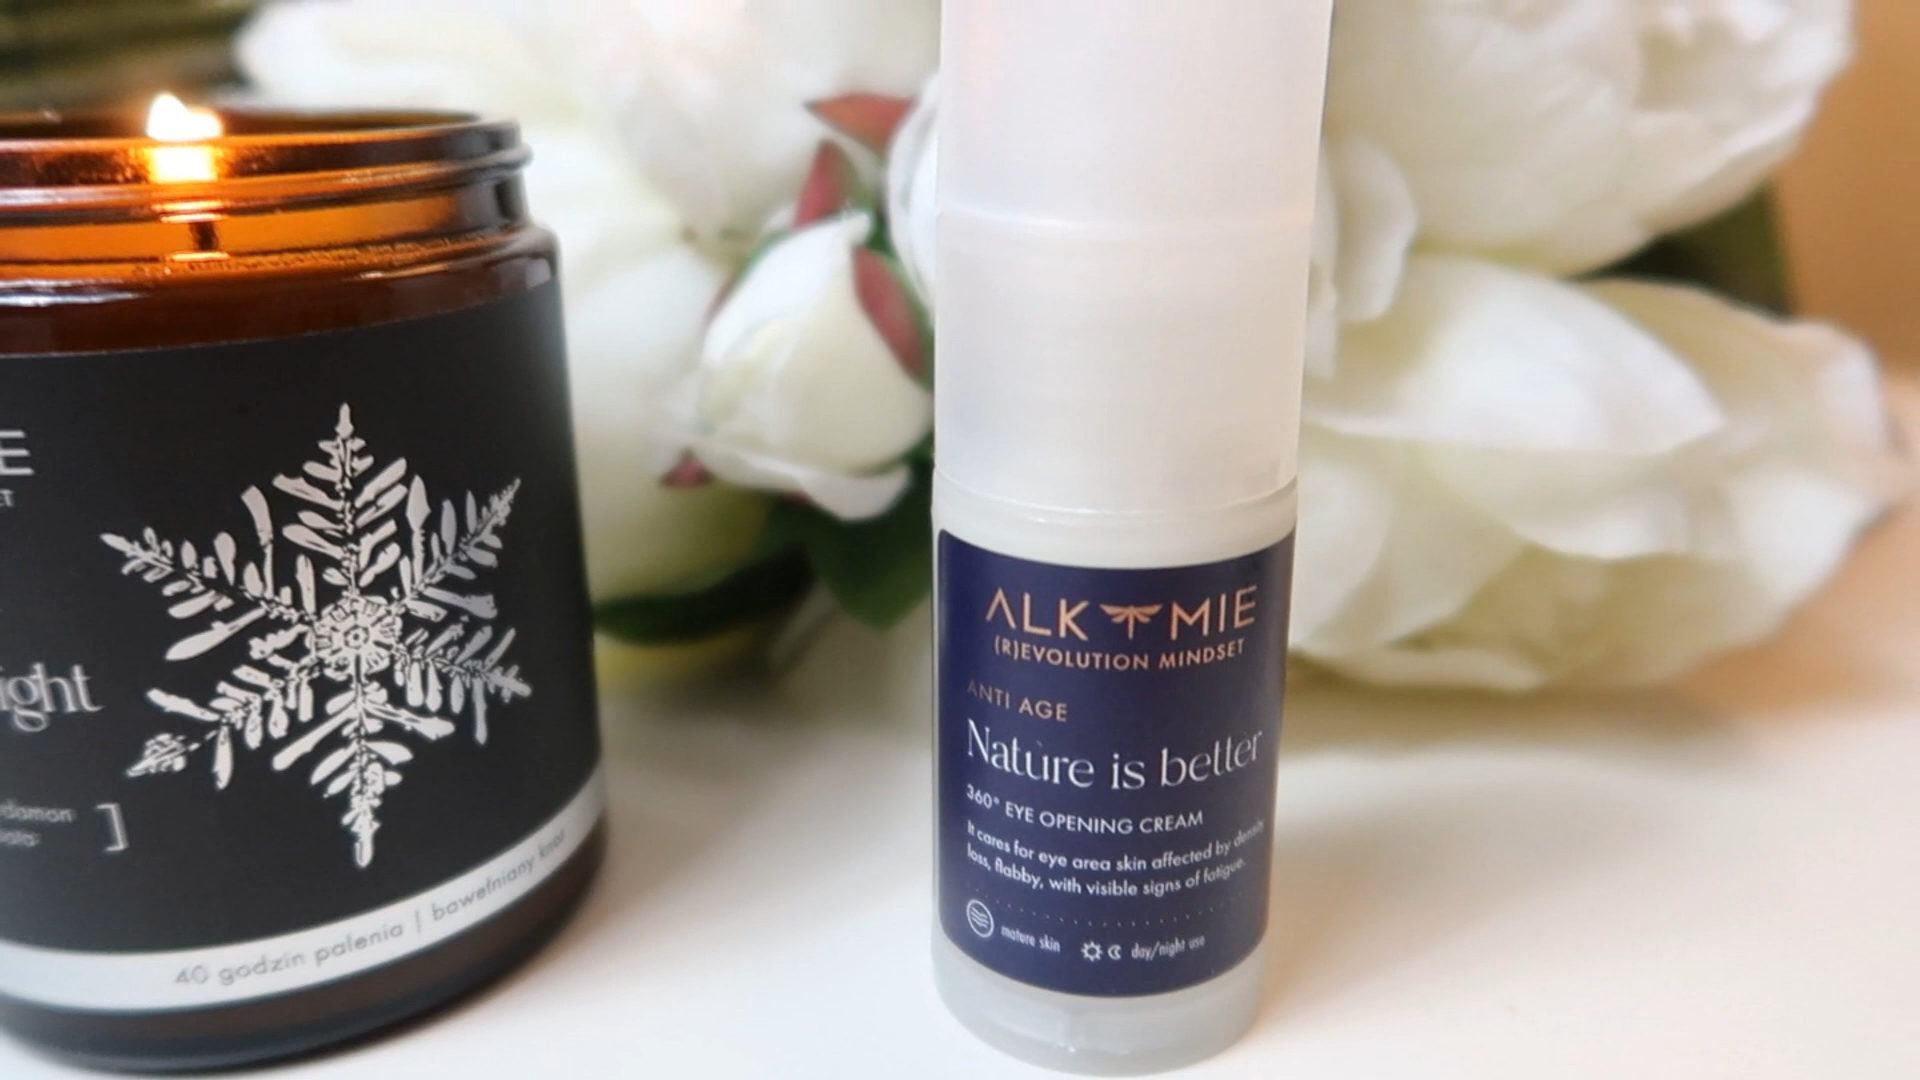 E
ET
ight
]
40 godzin palenia | bawełniany knot
ALKMIE
(R)EVOLUTION MINDSET
ANTI AGE
Nature is better
360° EYE OPENING CREAM
It cares for eye area skin affected by density
loss, flabby, with visible signs of fatigue.
mature skin
day/night use